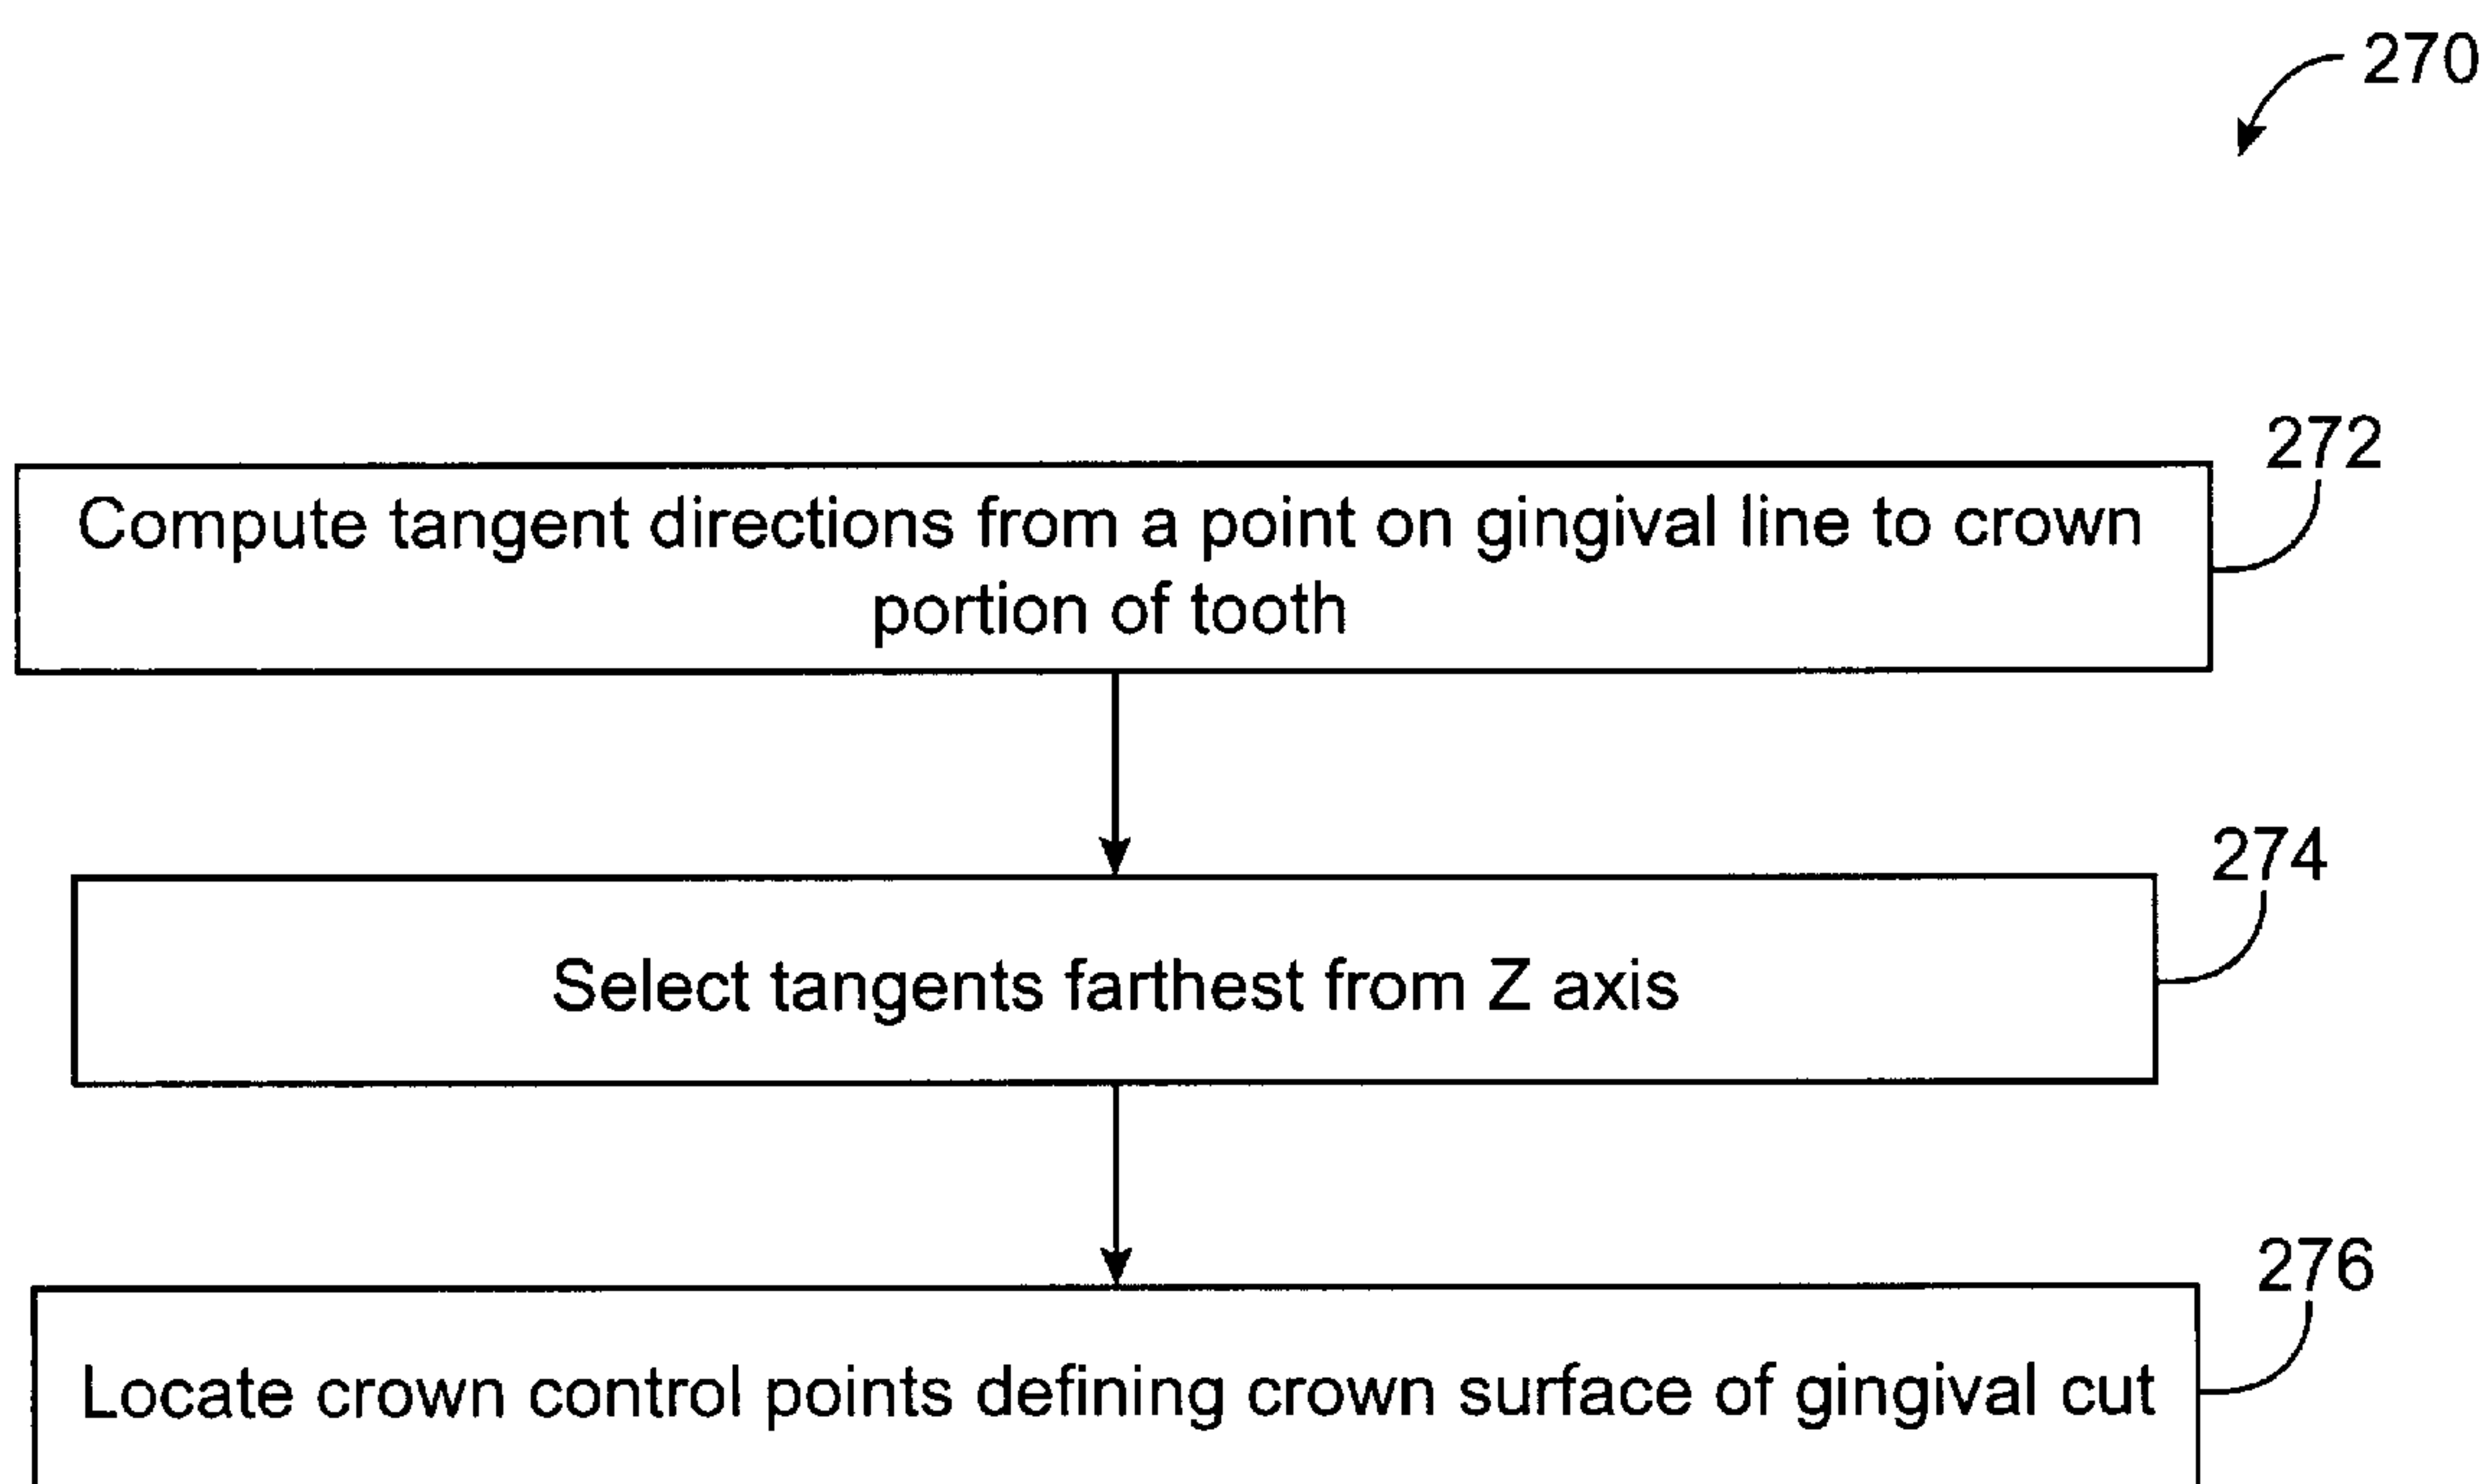 270
272
Compute tangent directions from a point on gingival line to crown
portion of tooth
274
Select tangents farthest from Z axis
276
Locate crown control points defining crown surface of gingival cut